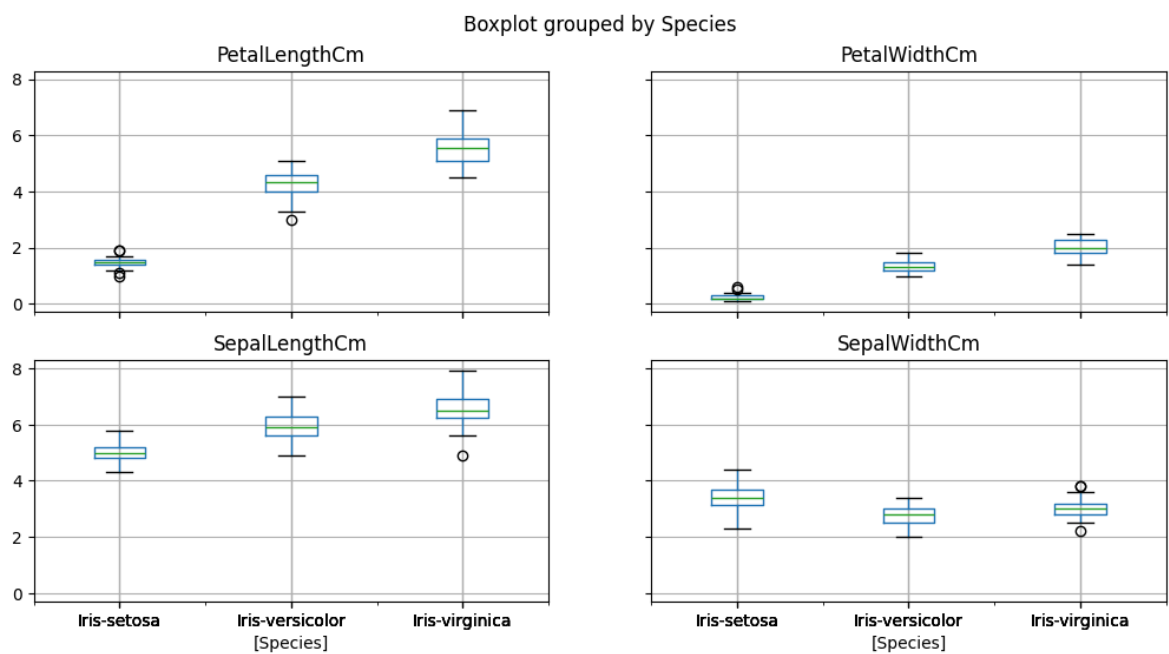 Boxplot grouped by Species
PetalLengthCm
PetalWidthCm
8
6
4
2
0
SepalLengthCm
SepalWidthCm
8
6
4
2
0
Iris-setosa Iris-versicolor Iris-virginica
[Species]
Iris-setosa Iris-versicolor Iris-virginica
[Species]